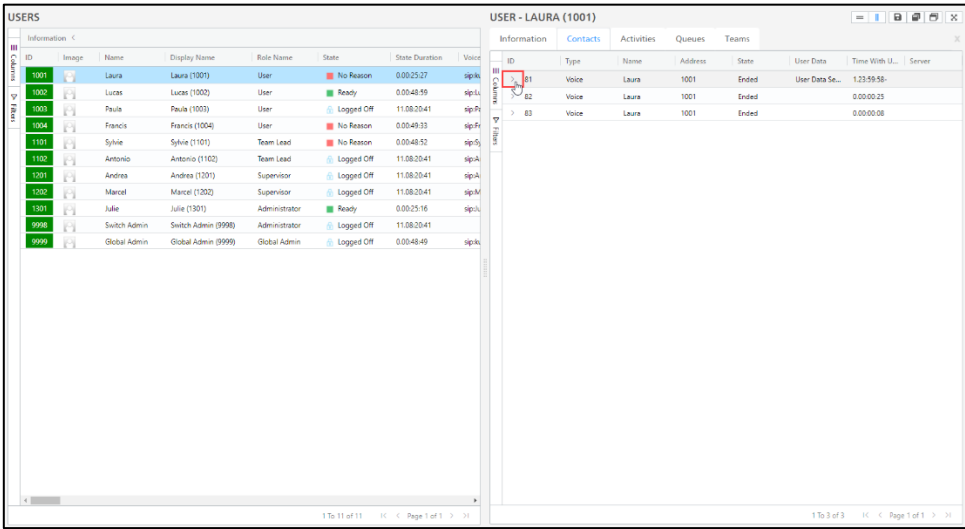 USERS
Information <
Columns
Filters
ID Image Name Display Name Role Name State State Duration Voice
1001 Laura Laura (1001) User No Reason 0.00:25:27
1002 Lucas Lucas (1002) User Ready 0.00:48:59 sip:Lu
1003 Paula Paula (1003) User Logged Off 11.08:20:41 sip:Pa
1004 Francis Francis (1004) User No Reason 0.00:49:33 sip:Fr
1101 Sylvie Sylvie (1101) Team Lead No Reason 0.00:48:52 sip:Sy
1102 Antonio Antonio (1102) Team Lead Logged Off 11.08:20:41 sip:A
1201 Andrea Andrea (1201) Supervisor Logged Off 11.08:20:41 sip:A
1202 Marcel Marcel (1202) Supervisor Logged Off 11.08:20:41 sip:M
1301 Julie Julie (1301) Administrator Ready 0.00:25:16
9998 Switch Admin Switch Admin (9998) Administrator Logged Off 11.08:20:41
9999 Global Admin Global Admin (9999) Global Admin Logged Off 0.00:48:49
1 To 11 of 11 Page 1 of 1
USER - LAURA (1001)
Information Contacts Activities Queues Teams X
Columns
Filters
ID Type Name Address State User Data Time With U... Server
81 Voice Laura 1001 Ended User Data Se... 1.23:59:58-
82 Voice Laura 1001 Ended 0.00:00:25
83 Voice Laura 1001 Ended 0.00:00:08
1 To 3 of 3 Page 1 of 1